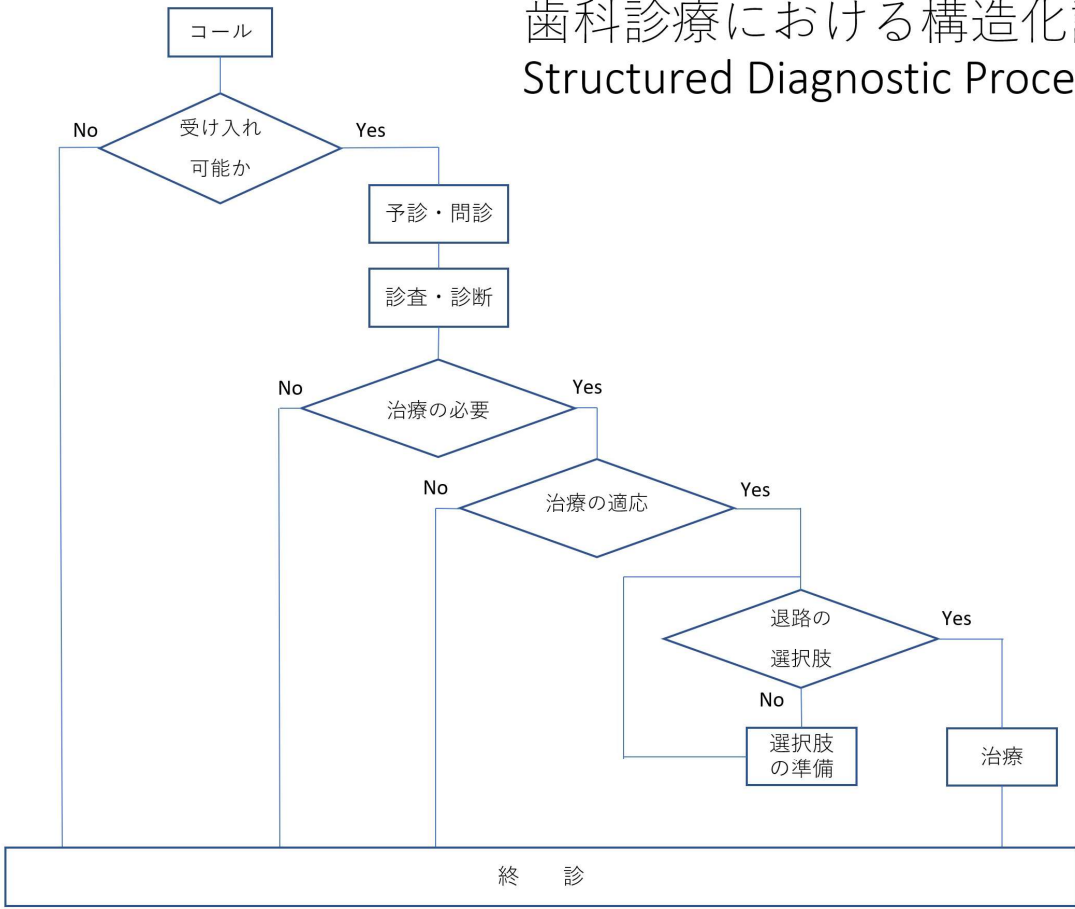 歯科診療における構造化
Structured Diagnostic Proce
コール
No
受け入れ
可能か
Yes
予診・問診
診査・診断
No
治療の必要
Yes
No
治療の適応
Yes
退路の
選択肢
Yes
No
選択肢
の準備
治療
終 診